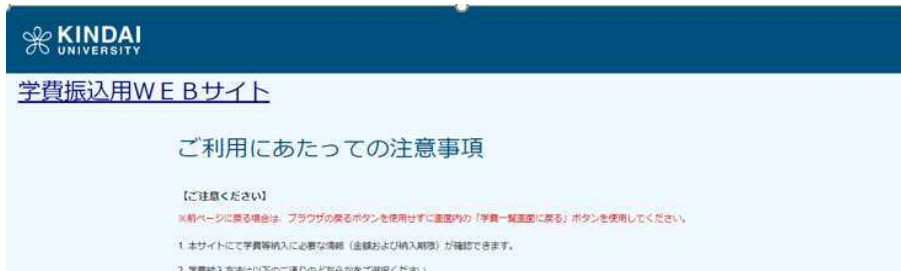 KINDAI
UNIVERSITY
学費振込用WEBサイト
ご利用にあたっての注意事項
【ご注意ください】
※前ページに戻る場合は、ブラウザの戻るボタンを使用せずに画面内の「学費一覧画面に戻る」ボタンを使用してください。
1. 本サイトにて学費等納入に必要な情報（金額および納入期限）が確認できます。